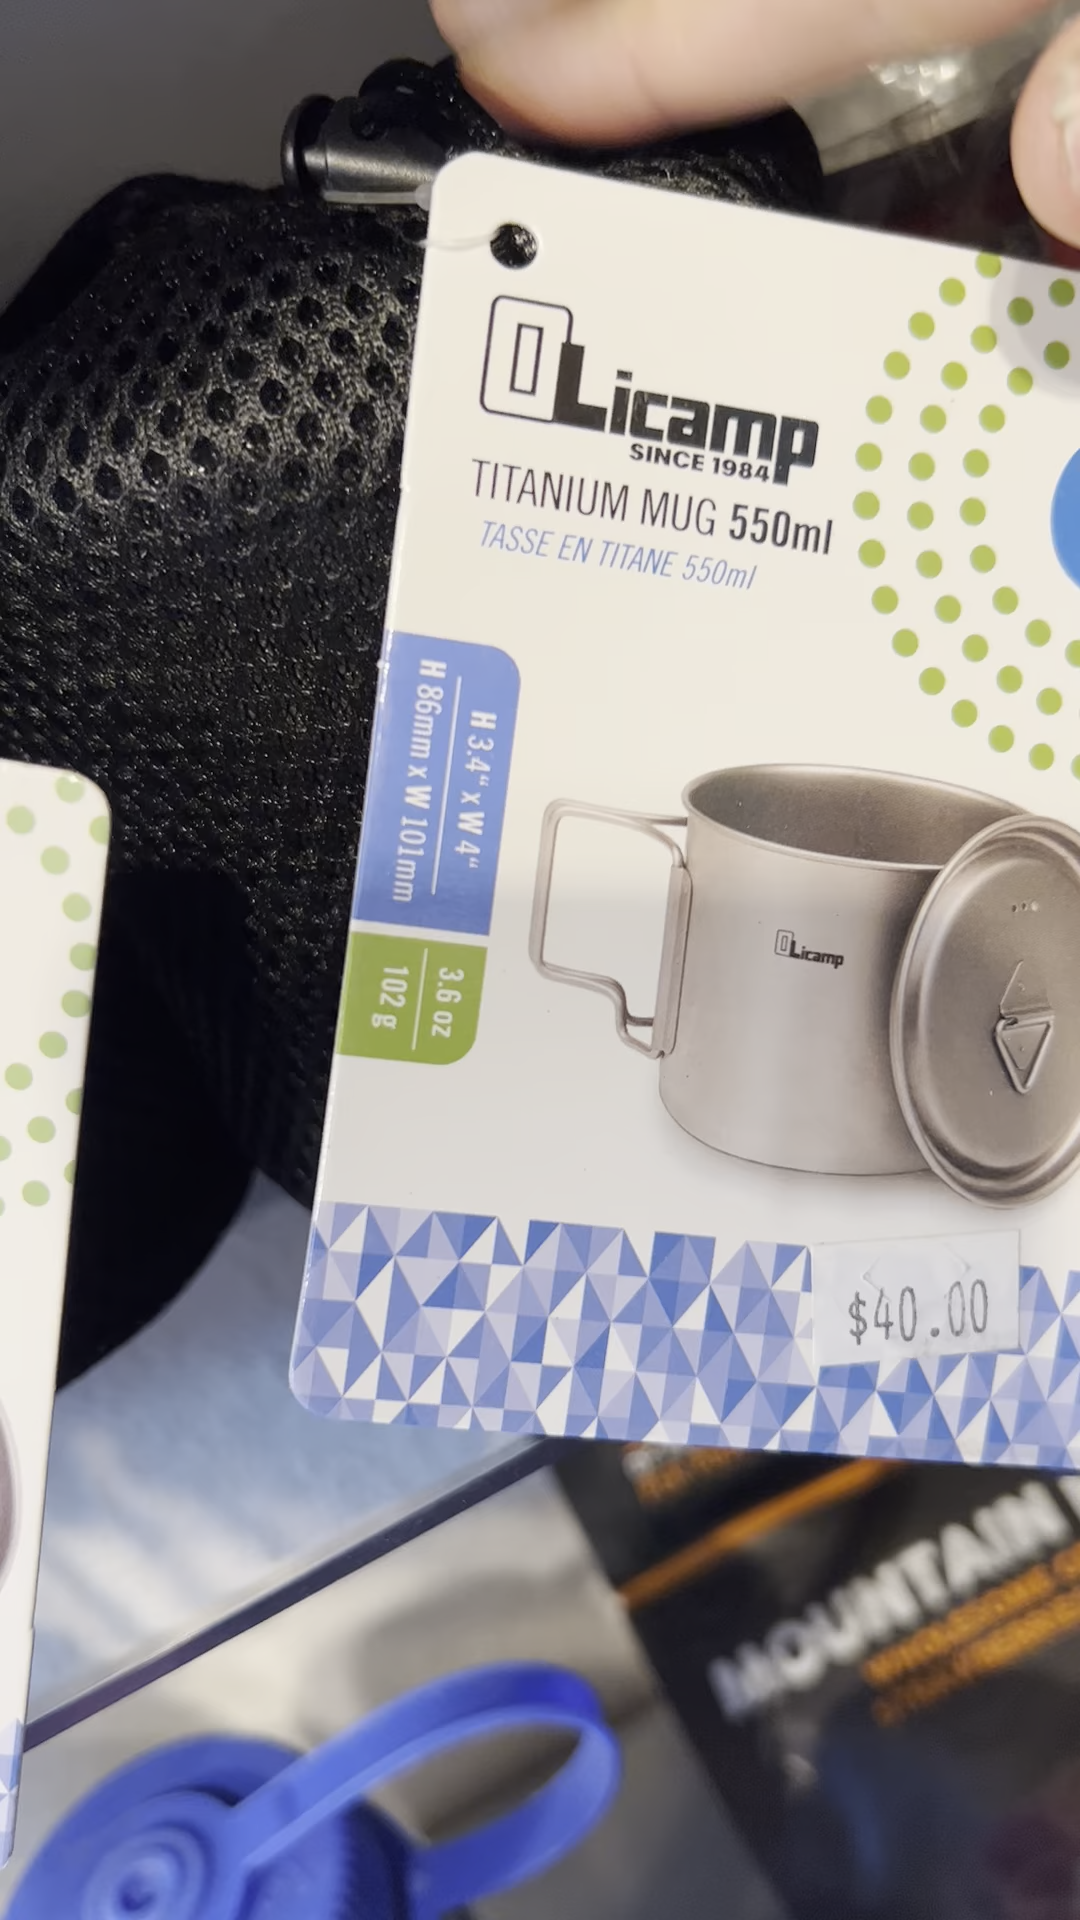 OLicamp
SINCE 1984
TITANIUM MUG 550ml
TASSE EN TITANE 550ml
H 3.4" x W 4"
H 86mm x W 101mm
3.6 oz
102 g
OLicamp
$40.00
MOUNTAIN